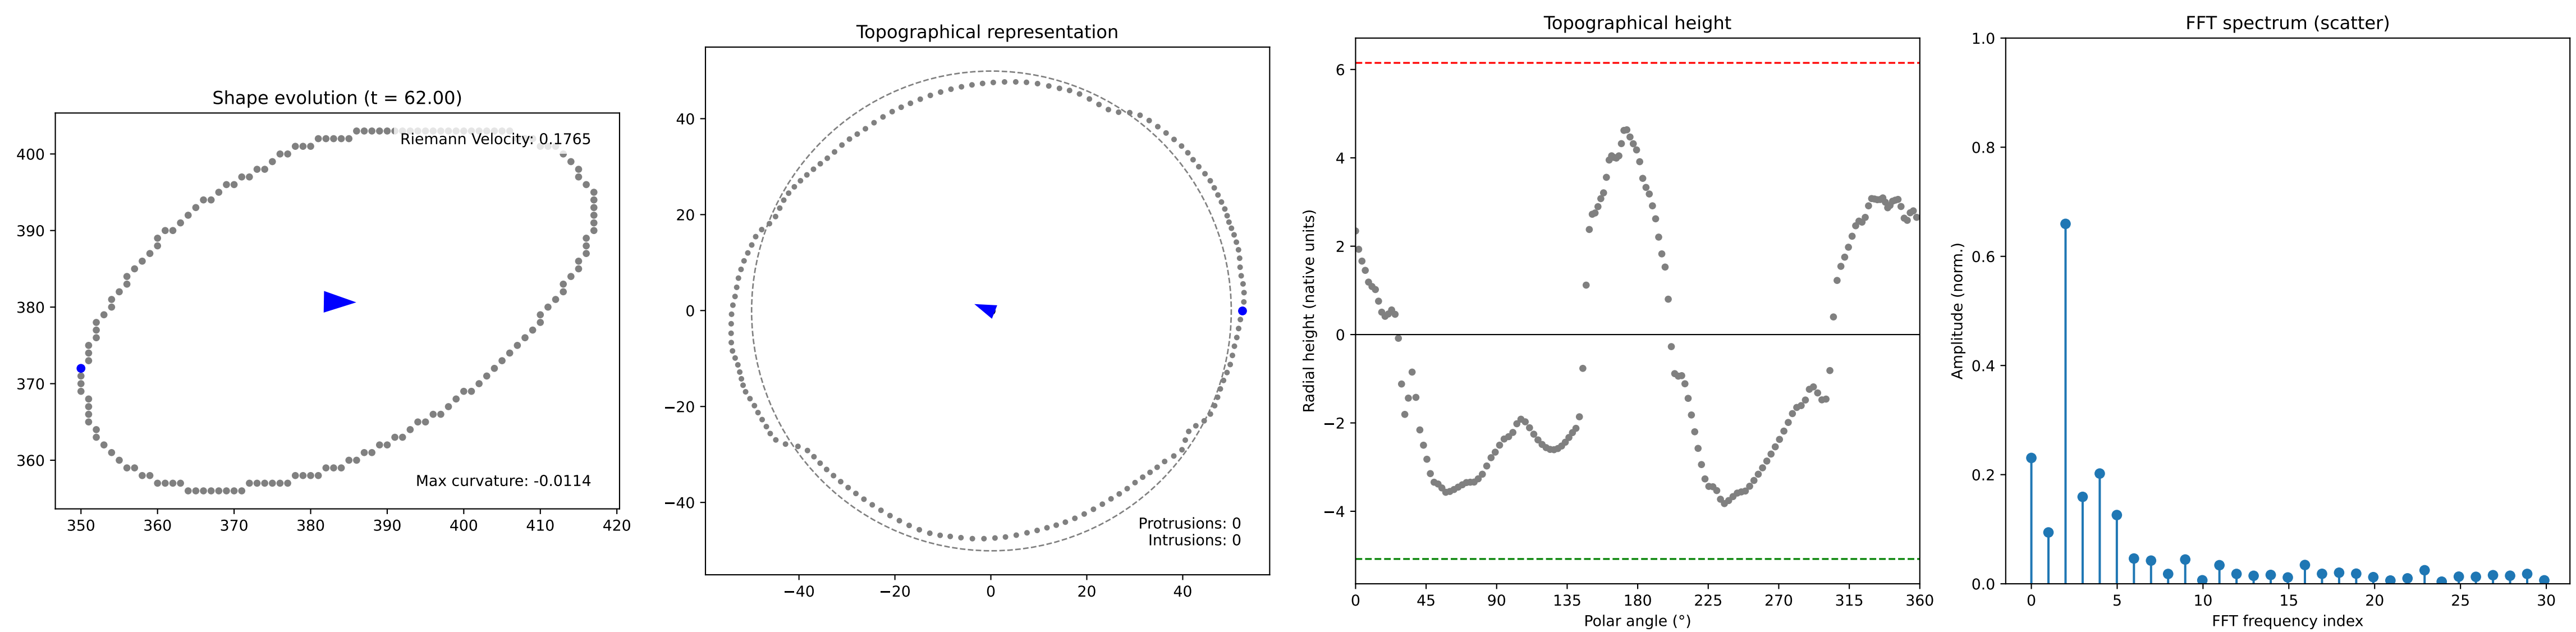 Shape evolution (t = 62.00)
Riemann Velocity: 0.1765
Max curvature: -0.0114
400
390
380
370
360
350 360 370 380 390 400 410 420
Topographical representation
40
20
0
−20
−40
Protrusions: 0
Intrusions: 0
−40 −20 0 20 40
Topographical height
Radial height (native units)
6
4
2
0
−2
−4
0 45 90 135 180 225 270 315 360
Polar angle (°)
FFT spectrum (scatter)
Amplitude (norm.)
1.0
0.8
0.6
0.4
0.2
0.0
0 5 10 15 20 25 30
FFT frequency index